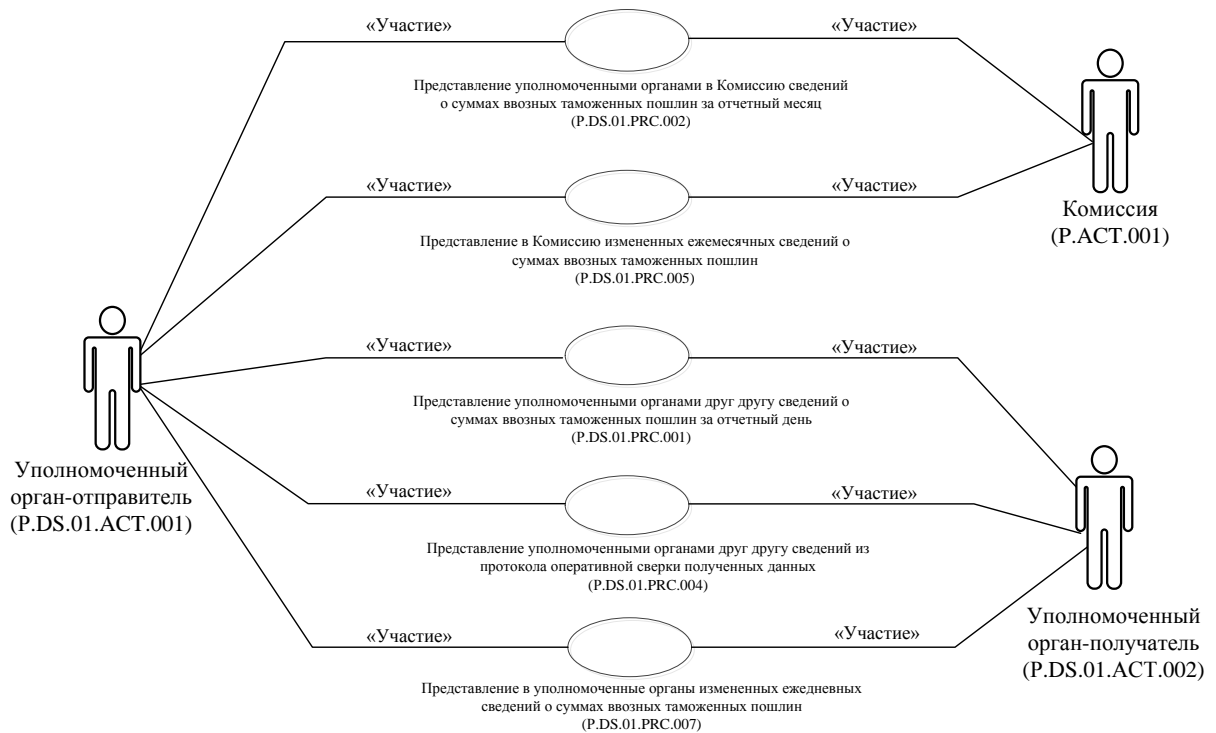 «Участие» «Участие»
Представление уполномоченными органами в Комиссию сведений
о суммах ввозных таможенных пошлин за отчетный месяц
(P.DS.01.PRC.002)
«Участие» «Участие»
Комиссия
(P.ACT.001)
Представление в Комиссию измененных ежемесячных сведений о
суммах ввозных таможенных пошлин
(P.DS.01.PRC.005)
«Участие» «Участие»
Представление уполномоченными органами друг другу сведений о
суммах ввозных таможенных пошлин за отчетный день
(P.DS.01.PRC.001)
Уполномоченный
орган-отправитель
(P.DS.01.ACT.001)
«Участие» «Участие»
Представление уполномоченными органами друг другу сведений из
протокола оперативной сверки полученных данных
(P.DS.01.PRC.004)
Уполномоченный
орган-получатель
(P.DS.01.ACT.002)
«Участие» «Участие»
Представление в уполномоченные органы измененных ежедневных
сведений о суммах ввозных таможенных пошлин
(P.DS.01.PRC.007)